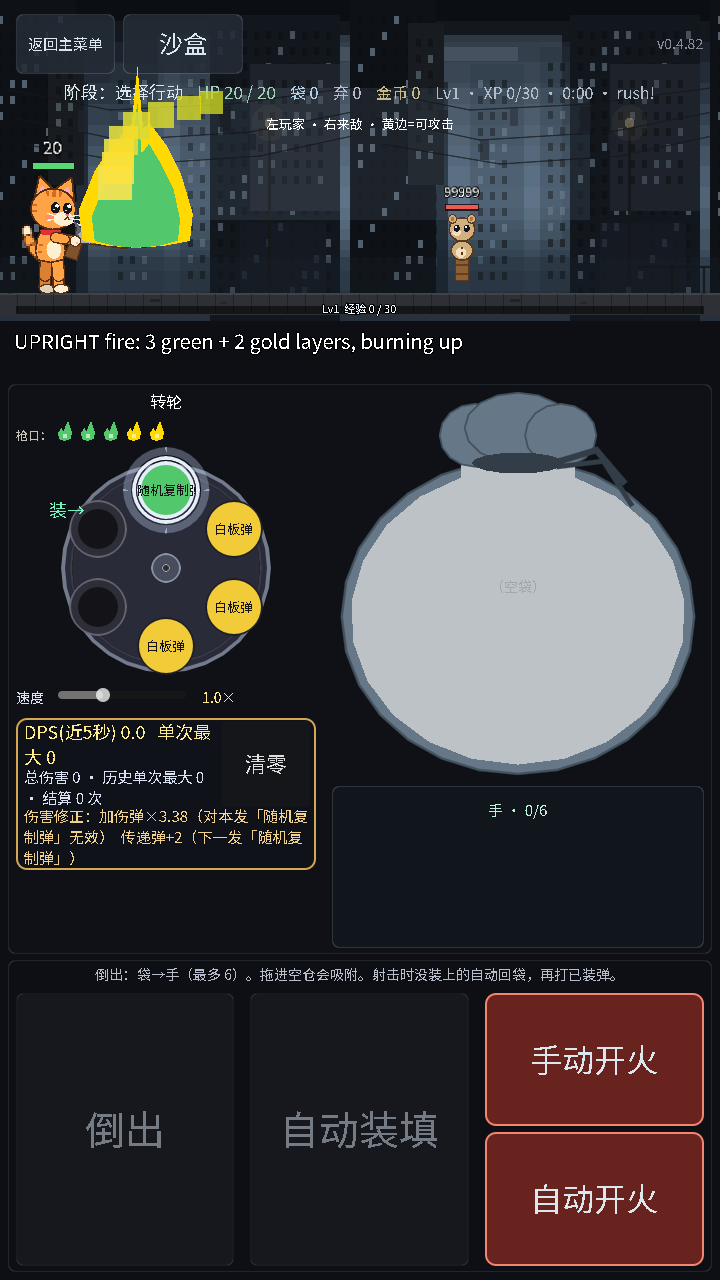 返回主菜单
沙盒
v0.4.82
阶段：选择行动 HP 20 / 20 袋 0 弃 0 金币 0 Lv1 · XP 0/30 · 0:00 · rush!
左玩家 · 右来敌 · 黄边=可攻击
20
99999
Lv1 经验 0 / 30
UPRIGHT fire: 3 green + 2 gold layers, burning up
转轮
枪口：
随机复制弹
装→
白板弹
白板弹
白板弹
（空袋）
速度 1.0×
DPS(近5秒) 0.0 单次最
大 0
总伤害 0 · 历史单次最大 0
· 结算 0 次
清零
伤害修正：加伤弹×3.38（对本发「随机复
制弹」无效） 传递弹+2（下一发「随机复
制弹」）
手 · 0/6
倒出：袋→手（最多 6）。拖进空仓会吸附。射击时没装上的自动回袋，再打已装弹。
倒出
自动装填
手动开火
自动开火